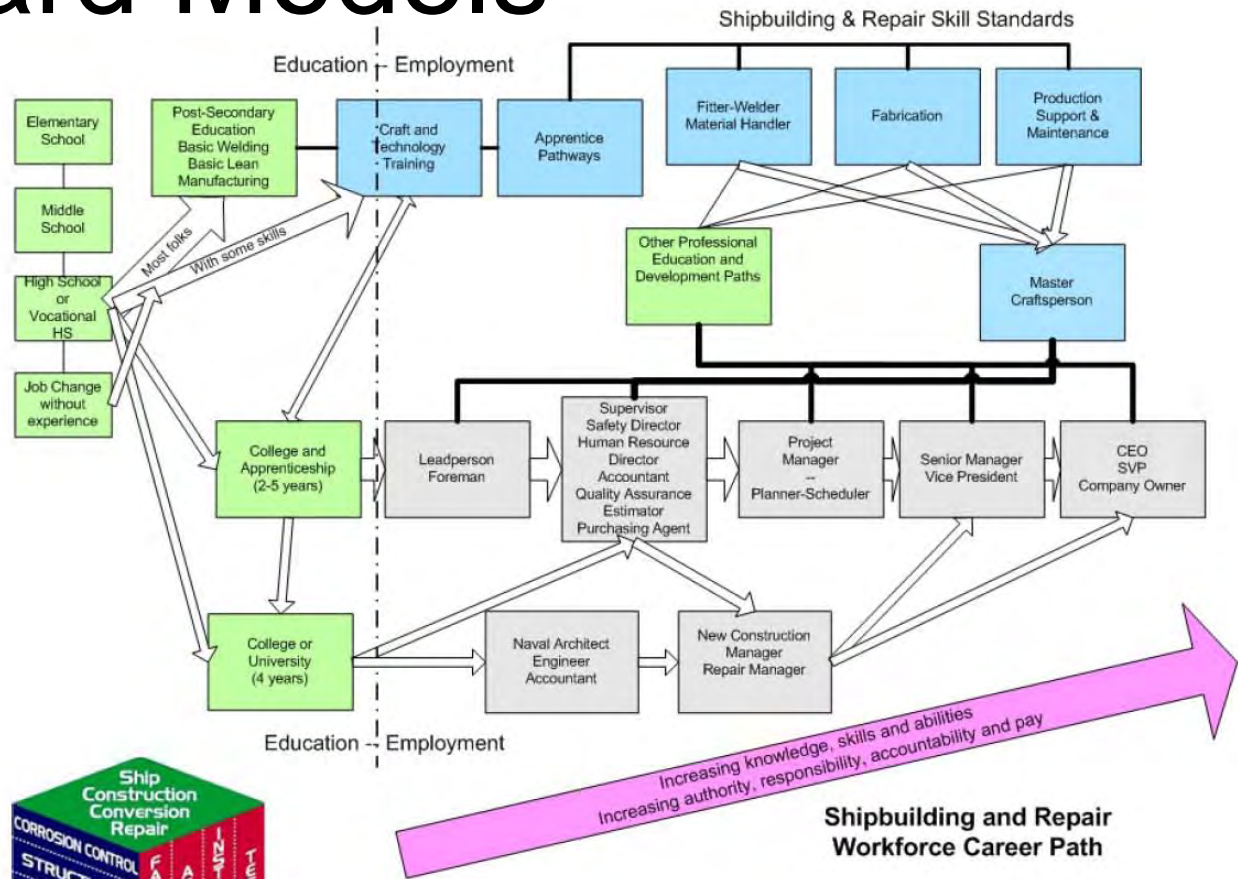 ard Models
Shipbuilding & Repair Skill Standards
Education -- Employment
Elementary
School
Post-Secondary
Education
Basic Welding
Basic Lean
Manufacturing
Craft and
Technology
Training
Apprentice
Pathways
Fitter-Welder
Material Handler
Fabrication
Production
Support &
Maintenance
Middle
School
Most folks
With some skills
High School
or
Vocational
HS
Other Professional
Education and
Development Paths
Master
Craftsperson
Job Change
without
experience
College and
Apprenticeship
(2-5 years)
Leadperson
Foreman
Supervisor
Safety Director
Human Resource
Director
Accountant
Quality Assurance
Estimator
Purchasing Agent
Project
Manager
--
Planner-Scheduler
Senior Manager
Vice President
CEO
SVP
Company Owner
College or
University
(4 years)
Naval Architect
Engineer
Accountant
New Construction
Manager
Repair Manager
Education -- Employment
Increasing knowledge, skills and abilities
Increasing authority, responsibility, accountability and pay
Shipbuilding and Repair
Workforce Career Path
Ship
Construction
Conversion
Repair
CORROSION CONTROL